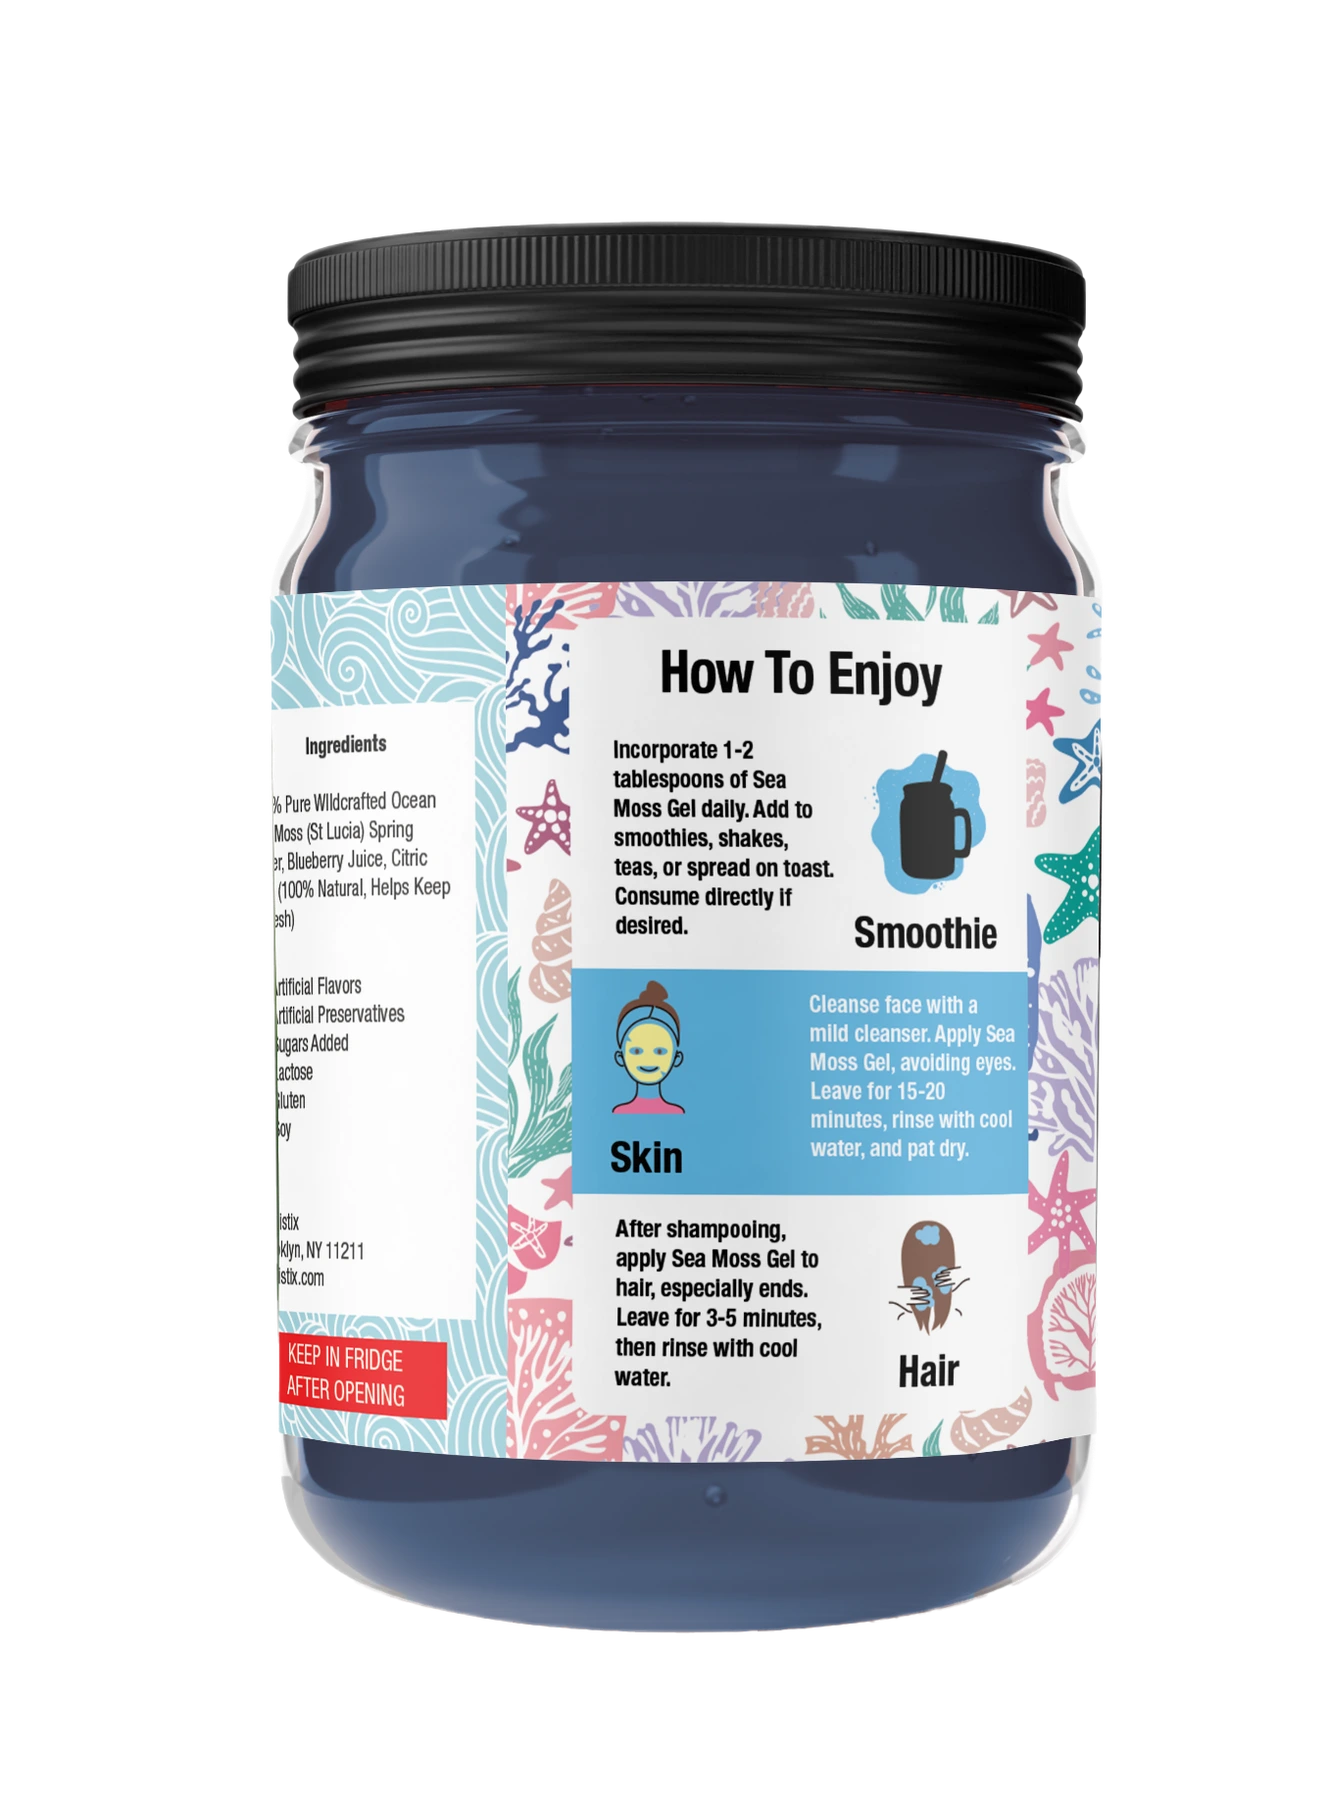 Ingredients
% Pure WIldcrafted Ocean
Moss (St Lucia) Spring
er, Blueberry Juice, Citric
(100% Natural, Helps Keep
esh)
rtificial Flavors
rtificial Preservatives
ugars Added
actose
luten
oy
listix
klyn, NY 11211
listix.com
KEEP IN FRIDGE
AFTER OPENING
How To Enjoy
Incorporate 1-2
tablespoons of Sea
Moss Gel daily. Add to
smoothies, shakes,
teas, or spread on toast.
Consume directly if
desired.
Smoothie
Cleanse face with a
mild cleanser. Apply Sea
Moss Gel, avoiding eyes.
Leave for 15-20
minutes, rinse with cool
water, and pat dry.
Skin
After shampooing,
apply Sea Moss Gel to
hair, especially ends.
Leave for 3-5 minutes,
then rinse with cool
water.
Hair